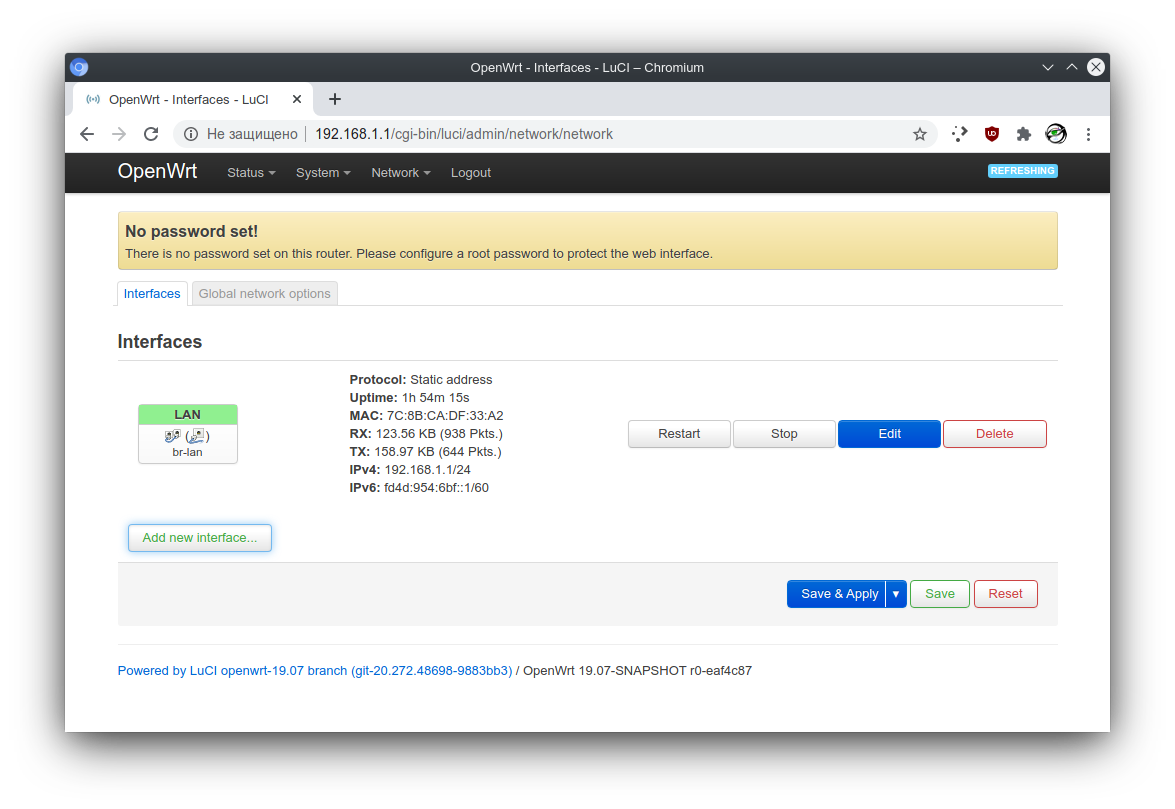 OpenWrt - Interfaces - LuCI – Chromium
OpenWrt - Interfaces - LuCI
Не защищено 192.168.1.1/cgi-bin/luci/admin/network/network
OpenWrt Status System Network Logout REFRESHING
No password set!
There is no password set on this router. Please configure a root password to protect the web interface.
Interfaces Global network options
Interfaces
Protocol: Static address
Uptime: 1h 54m 15s
LAN
MAC: 7C:8B:CA:DF:33:A2
RX: 123.56 KB (938 Pkts.)
( )
br-lan
TX: 158.97 KB (644 Pkts.)
IPv4: 192.168.1.1/24
IPv6: fd4d:954:6bf::1/60
Restart Stop Edit Delete
Add new interface...
Save & Apply Save Reset
Powered by LuCI openwrt-19.07 branch (git-20.272.48698-9883bb3) / OpenWrt 19.07-SNAPSHOT r0-eaf4c87